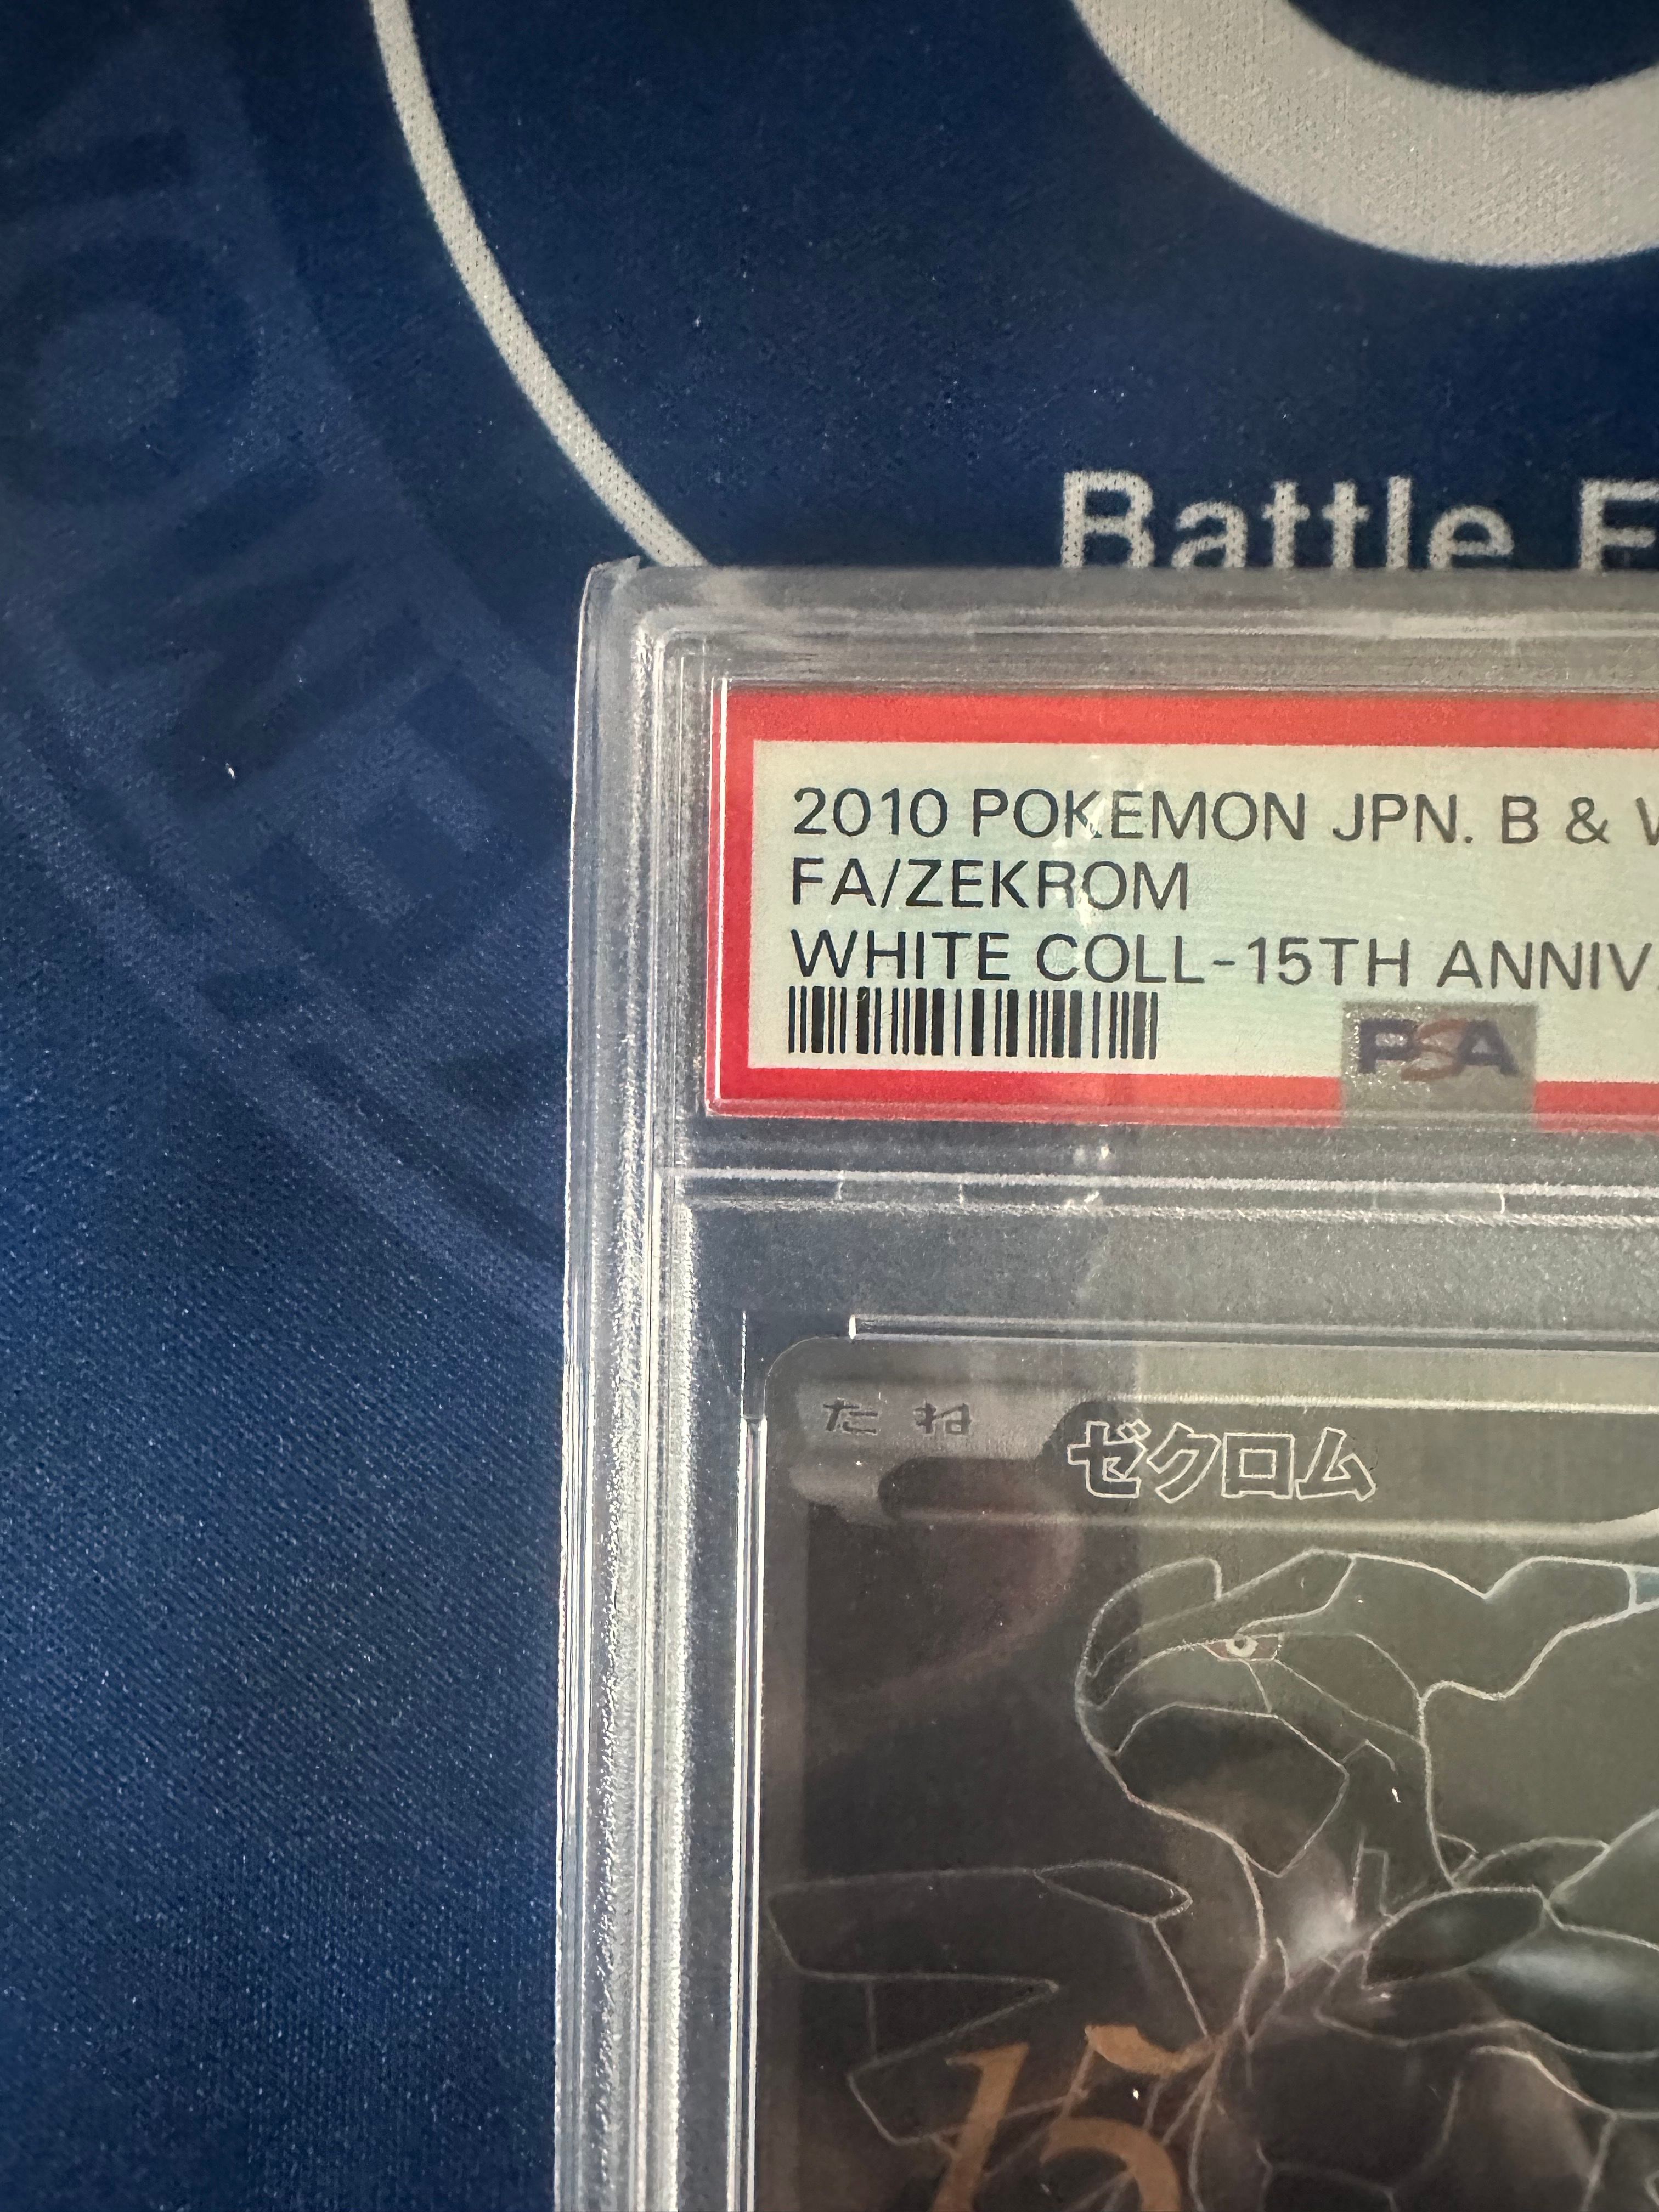 Battle
2010 POKEMON JPN. B &
FA/ZEKROM
WHITE COLL-15TH ANNIV.
PSA
たね ゼクロム
15